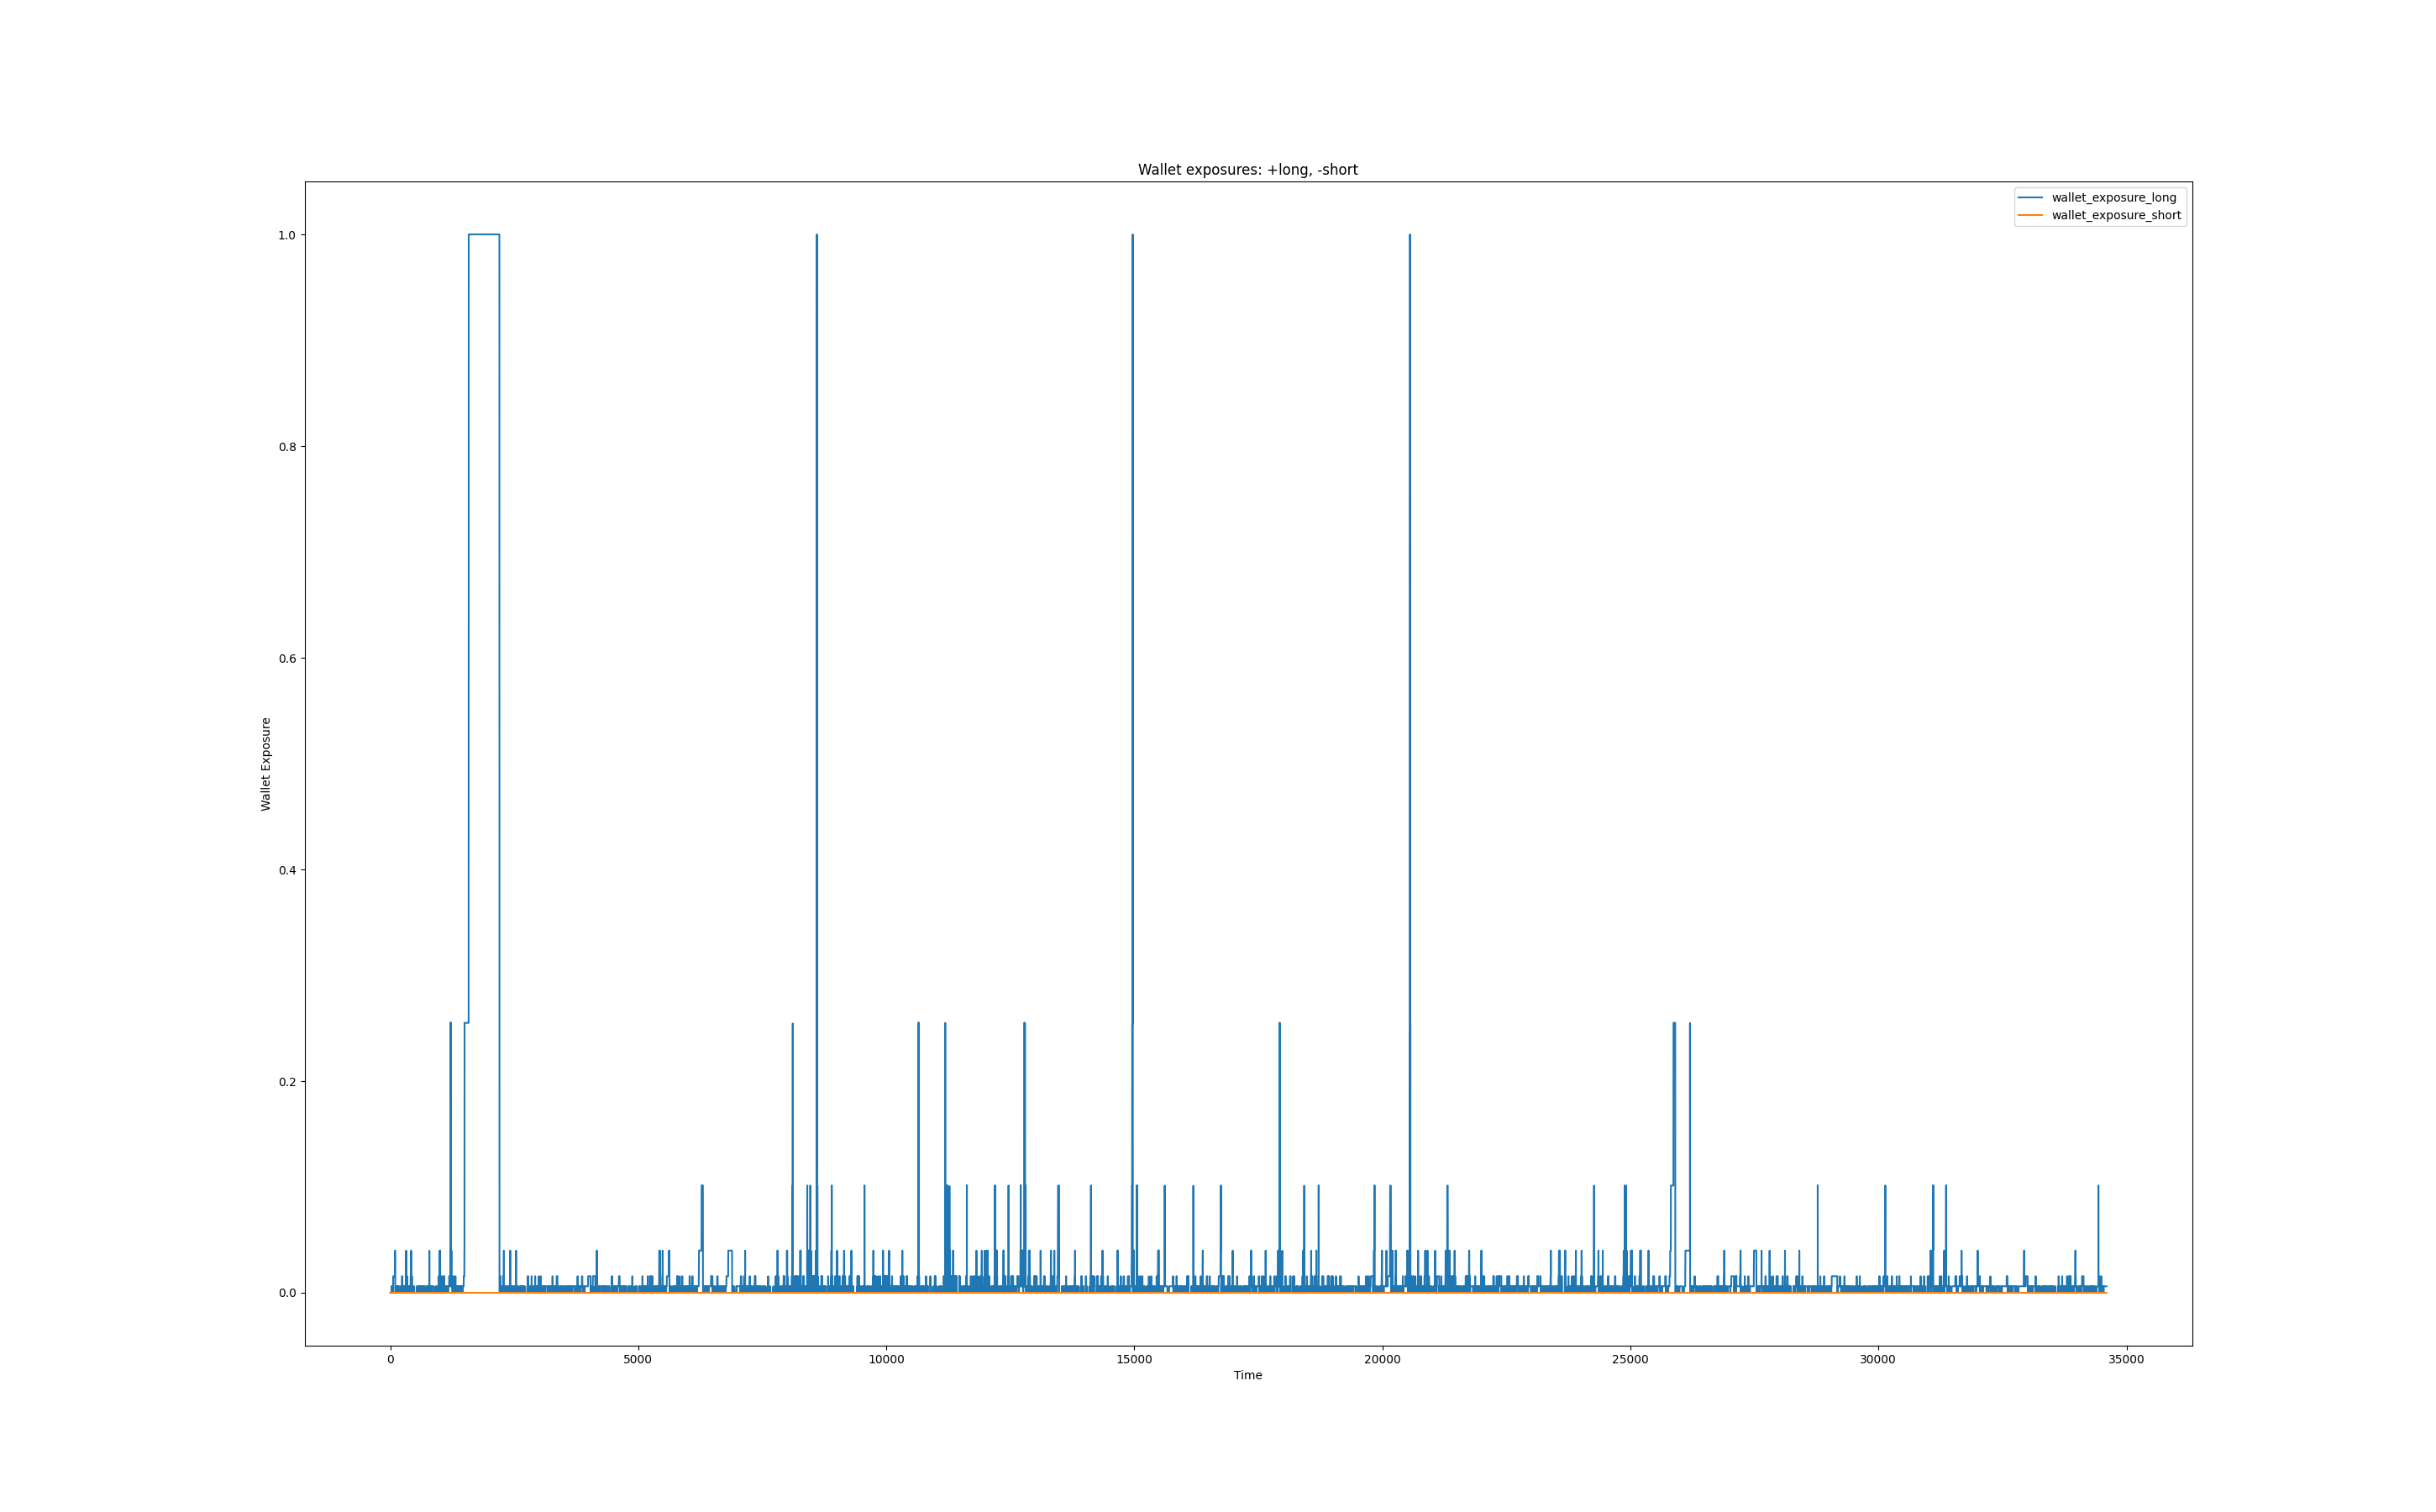 Wallet exposures: +long, -short
wallet_exposure_long
wallet_exposure_short
1.0
0.8
0.6
0.4
0.2
0.0
Wallet Exposure
0 5000 10000 15000 20000 25000 30000 35000
Time